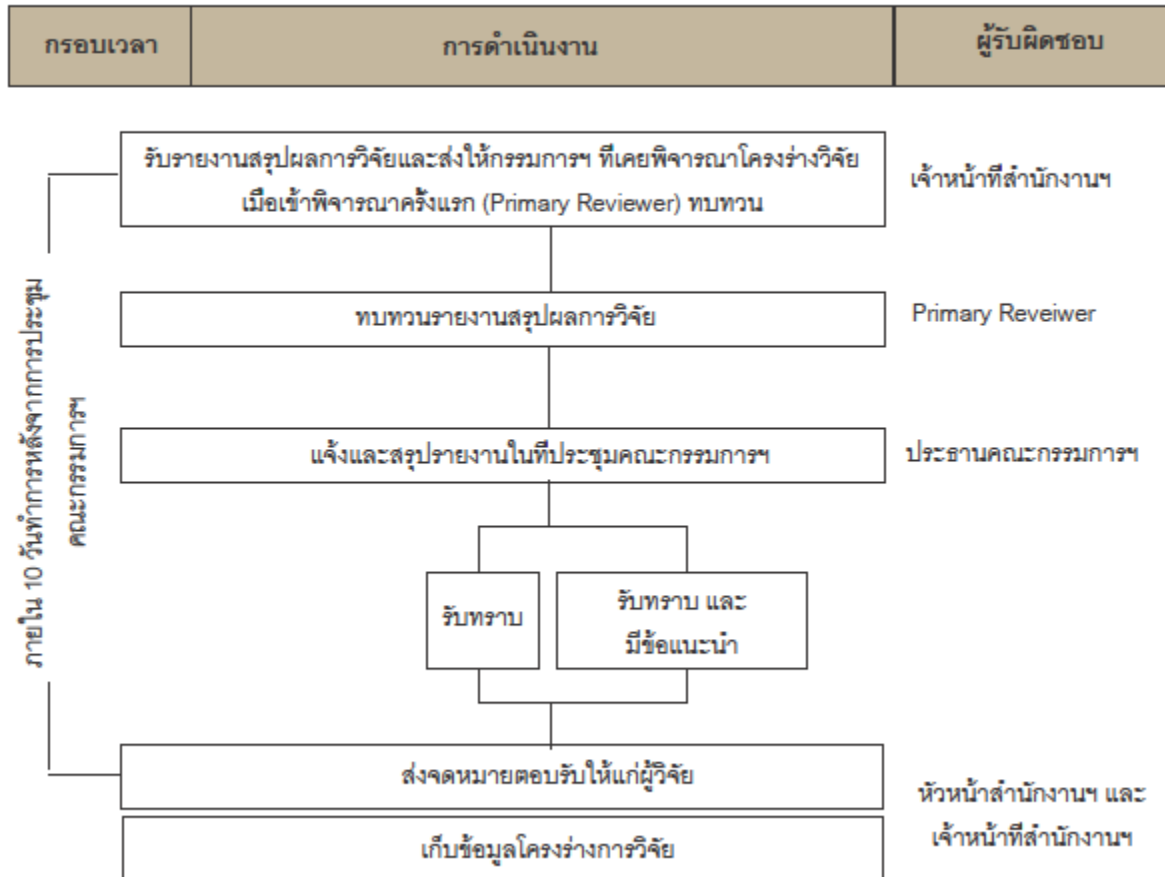 กรอบเวลา
การดำเนินงาน
ผู้รับผิดชอบ
รับรายงานสรุปผลการวิจัยและส่งให้กรรมการฯ ที่เคยพิจารณาโครงร่างวิจัย
เมื่อเข้าพิจารณาครั้งแรก (Primary Reviewer) ทบทวน
เจ้าหน้าที่สำนักงานฯ
ภายใน 10 วันทำการหลังจากการประชุม
คณะกรรมการฯ
ทบทวนรายงานสรุปผลการวิจัย
Primary Reveiwer
แจ้งและสรุปรายงานในที่ประชุมคณะกรรมการฯ
ประธานคณะกรรมการฯ
รับทราบ
รับทราบ และ
มีข้อแนะนำ
ส่งจดหมายตอบรับให้แก่ผู้วิจัย
หัวหน้าสำนักงานฯ และ
เจ้าหน้าที่สำนักงานฯ
เก็บข้อมูลโครงร่างการวิจัย